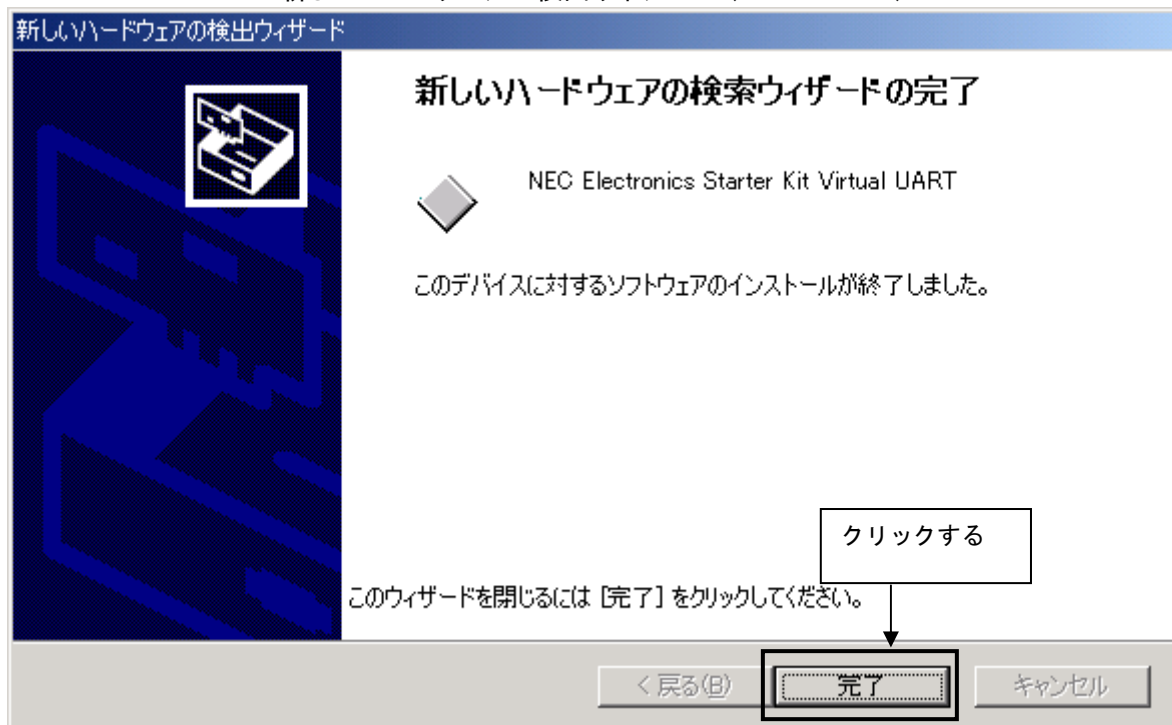 新しいハードウェアの検出ウィザード
新しいハードウェアの検索ウィザードの完了
NEC Electronics Starter Kit Virtual UART
このデバイスに対するソフトウェアのインストールが終了しました。
クリックする
このウィザードを閉じるには [完了] をクリックしてください。
< 戻る(B) 完了 キャンセル